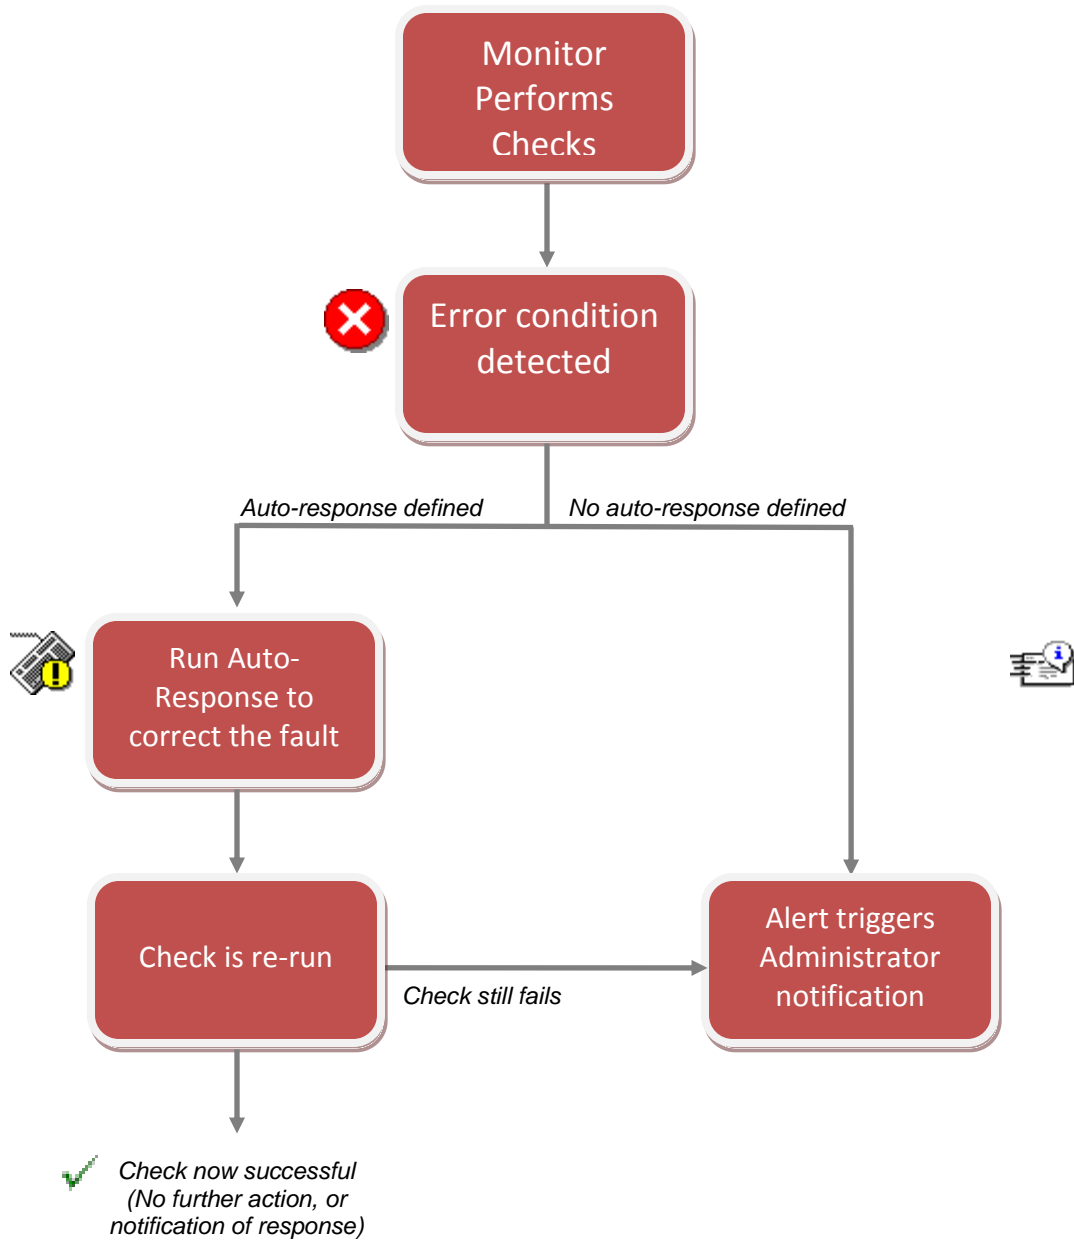 Monitor
Performs
Checks
Error condition
detected
Auto-response defined
No auto-response defined
Run Auto-
Response to
correct the fault
Check is re-run
Check still fails
Alert triggers
Administrator
notification
Check now successful
(No further action, or
notification of response)